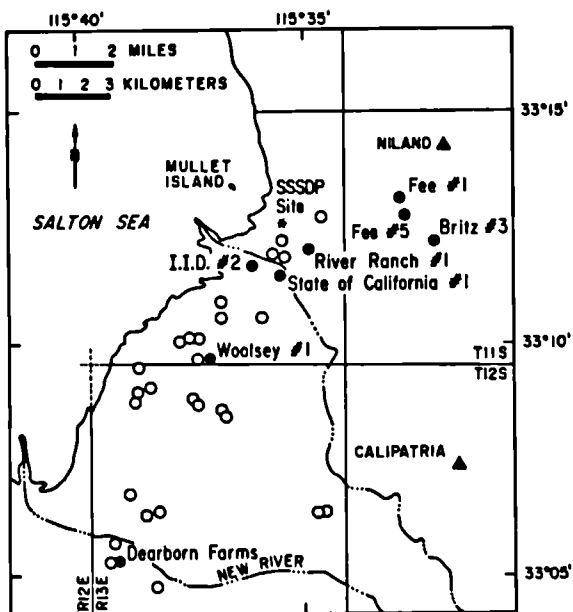 115°40'
115°35'
0 1 2 MILES
0 1 2 3 KILOMETERS
33°15'
NILAND
MULLET
ISLAND
SSSDP
Site
Fee #1
SALTON SEA
Fee #5
Britz #3
I.I.D. #2
River Ranch #1
State of California #1
33°10'
Woolsey #1
T11S
T12S
CALIPATRIA
Dearborn Farms
NEW RIVER
33°05'
R12E
R13E